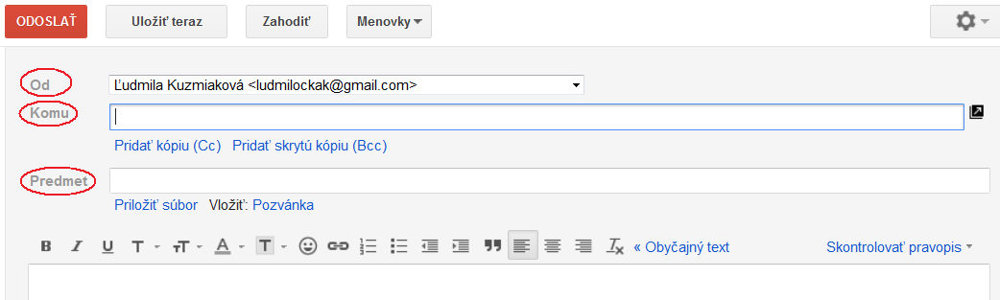 ODOSLAŤ Uložiť teraz Zahodiť Menovky
Od Ľudmila Kuzmiaková <ludmilockak@gmail.com>
Komu
Pridať kópiu (Cc) Pridať skrytú kópiu (Bcc)
Predmet
Priložiť súbor Vložiť: Pozvánka
B I U T тT A T « Obyčajný text Skontrolovať pravopis